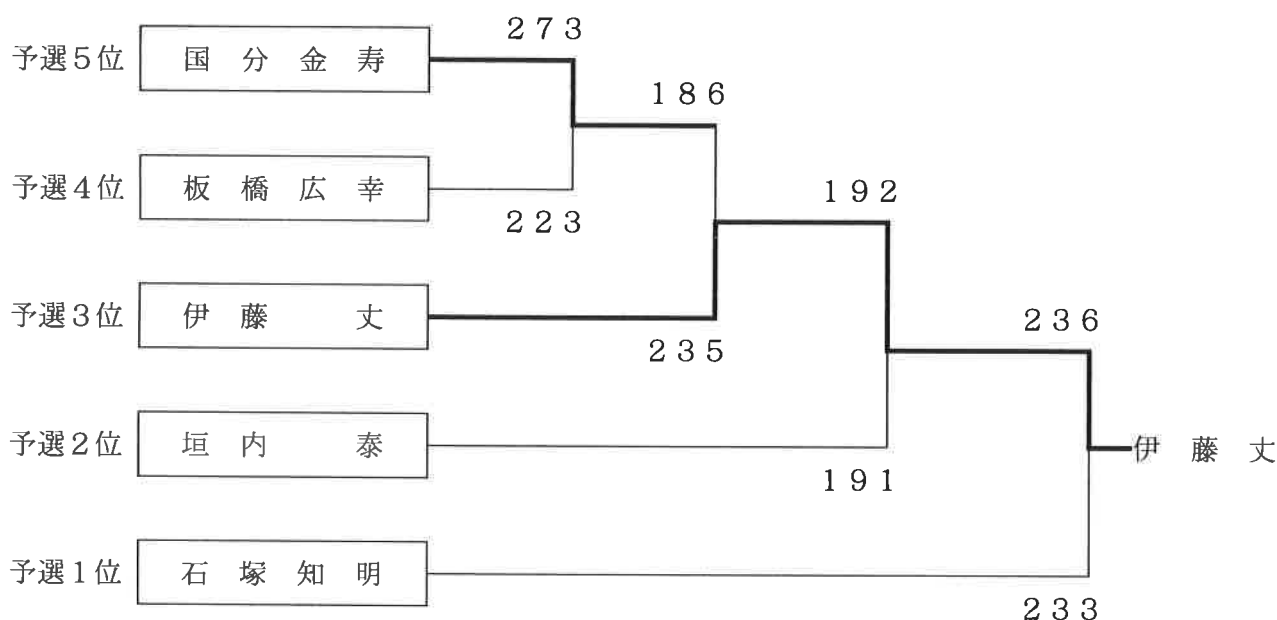 273
予選5位 国分金寿
186
予選4位 板橋広幸
192
223
予選3位 伊藤 丈
236
235
予選2位 垣内 泰
伊藤丈
191
予選1位 石塚知明
233